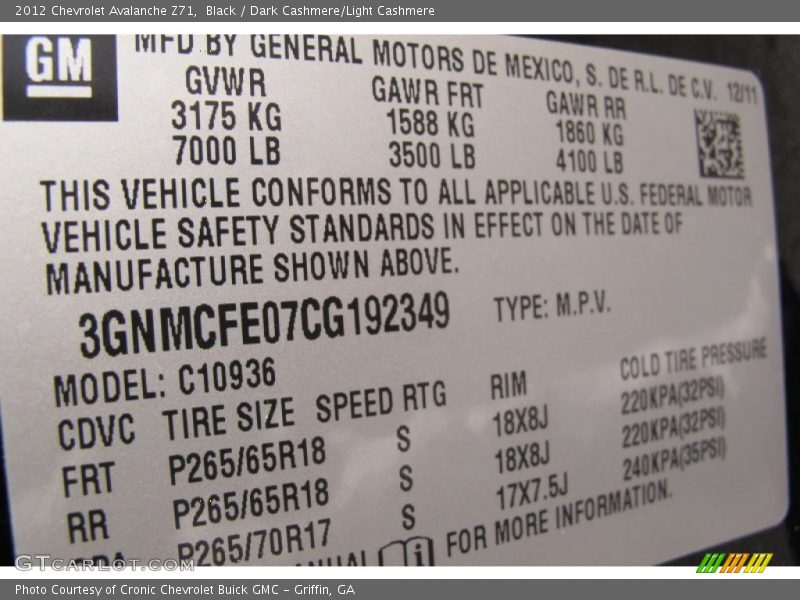 2012 Chevrolet Avalanche Z71, Black / Dark Cashmere/Light Cashmere
GM
MFD BY GENERAL MOTORS DE MEXICO, S. DE R.L. DE C.V. 12/11
GVWR GAWR FRT GAWR RR
3175 KG 1588 KG 1860 KG
7000 LB 3500 LB 4100 LB
THIS VEHICLE CONFORMS TO ALL APPLICABLE U.S. FEDERAL MOTOR
VEHICLE SAFETY STANDARDS IN EFFECT ON THE DATE OF
MANUFACTURE SHOWN ABOVE.
3GNMCFE07CG192349 TYPE: M.P.V.
MODEL: C10936
CDVC TIRE SIZE SPEED RTG RIM COLD TIRE PRESSURE
FRT P265/65R18 S 18X8J 220KPA(32PSI)
RR P265/65R18 S 18X8J 220KPA(32PSI)
P265/70R17 S 17X7.5J 240KPA(35PSI)
FOR MORE INFORMATION.
GTCarLot.com
Photo Courtesy of Cronic Chevrolet Buick GMC – Griffin, GA